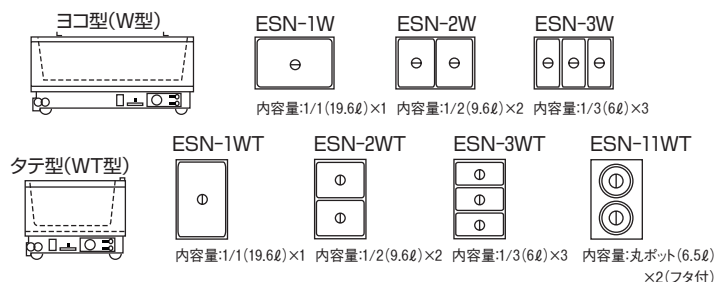 ヨコ型(W型)
ESN-1W ESN-2W ESN-3W
内容量:1/1(19.6ℓ)×1 内容量:1/2(9.6ℓ)×2 内容量:1/3(6ℓ)×3
タテ型(WT型)
ESN-1WT ESN-2WT ESN-3WT ESN-11WT
内容量:1/1(19.6ℓ)×1 内容量:1/2(9.6ℓ)×2 内容量:1/3(6ℓ)×3 内容量:丸ポット(6.5ℓ)
×2(フタ付)